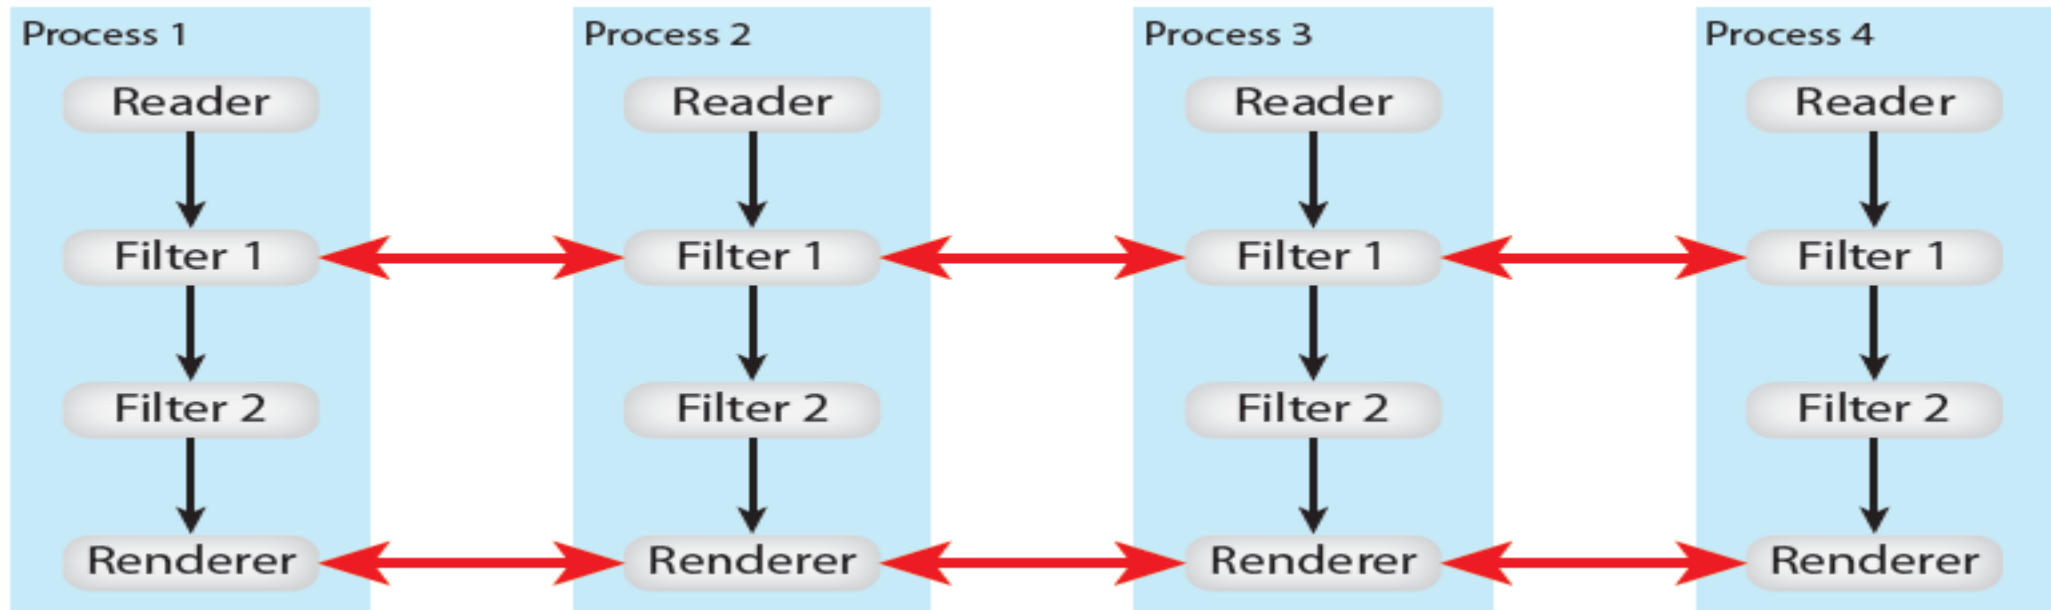 Process 1
Process 2
Process 3
Process 4
Reader
Reader
Reader
Reader
Filter 1
Filter 1
Filter 1
Filter 1
Filter 2
Filter 2
Filter 2
Filter 2
Renderer
Renderer
Renderer
Renderer